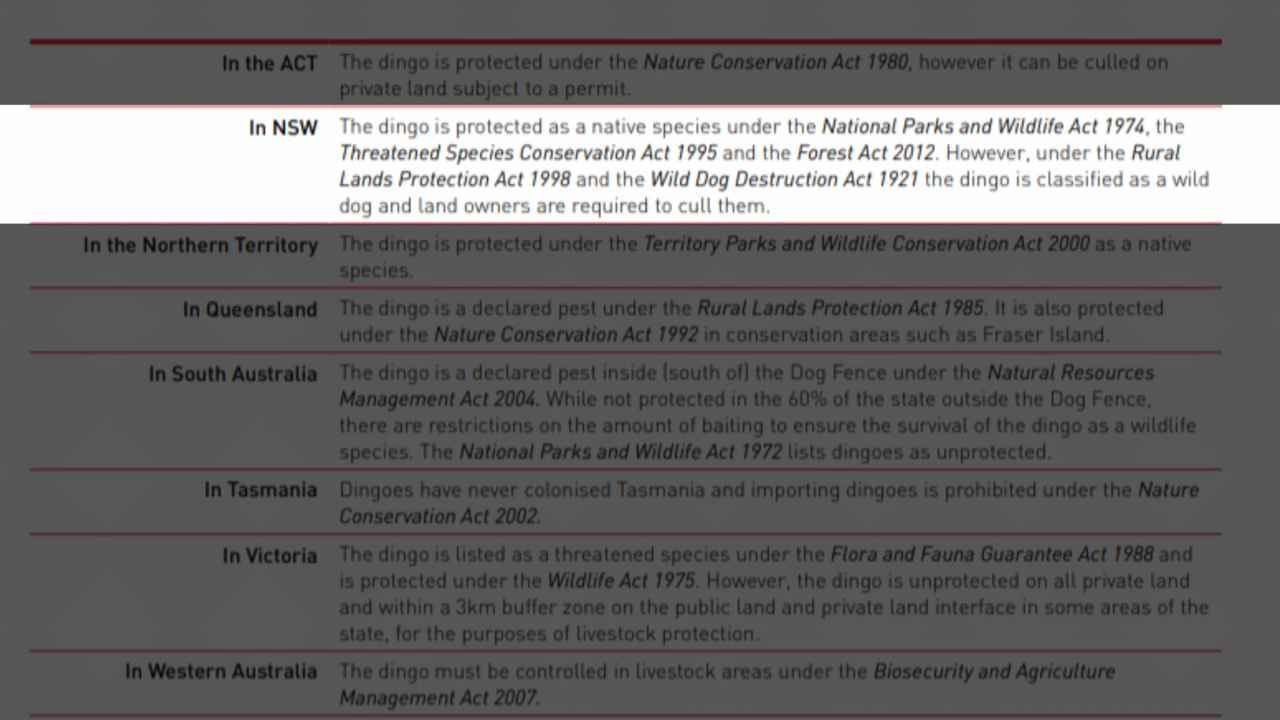 In the ACT The dingo is protected under the Nature Conservation Act 1980, however it can be culled on
private land subject to a permit.
In NSW The dingo is protected as a native species under the National Parks and Wildlife Act 1974, the
Threatened Species Conservation Act 1995 and the Forest Act 2012. However, under the Rural
Lands Protection Act 1998 and the Wild Dog Destruction Act 1921 the dingo is classified as a wild
dog and land owners are required to cull them.
In the Northern Territory The dingo is protected under the Territory Parks and Wildlife Conservation Act 2000 as a native
species.
In Queensland The dingo is a declared pest under the Rural Lands Protection Act 1985. It is also protected
under the Nature Conservation Act 1992 in conservation areas such as Fraser Island.
In South Australia The dingo is a declared pest inside (south of) the Dog Fence under the Natural Resources
Management Act 2004. While not protected in the 60% of the state outside the Dog Fence,
there are restrictions on the amount of baiting to ensure the survival of the dingo as a wildlife
species. The National Parks and Wildlife Act 1972 lists dingoes as unprotected.
In Tasmania Dingoes have never colonised Tasmania and importing dingoes is prohibited under the Nature
Conservation Act 2002.
In Victoria The dingo is listed as a threatened species under the Flora and Fauna Guarantee Act 1988 and
is protected under the Wildlife Act 1975. However, the dingo is unprotected on all private land
and within a 3km buffer zone on the public land and private land interface in some areas of the
state, for the purposes of livestock protection.
In Western Australia The dingo must be controlled in livestock areas under the Biosecurity and Agriculture
Management Act 2007.